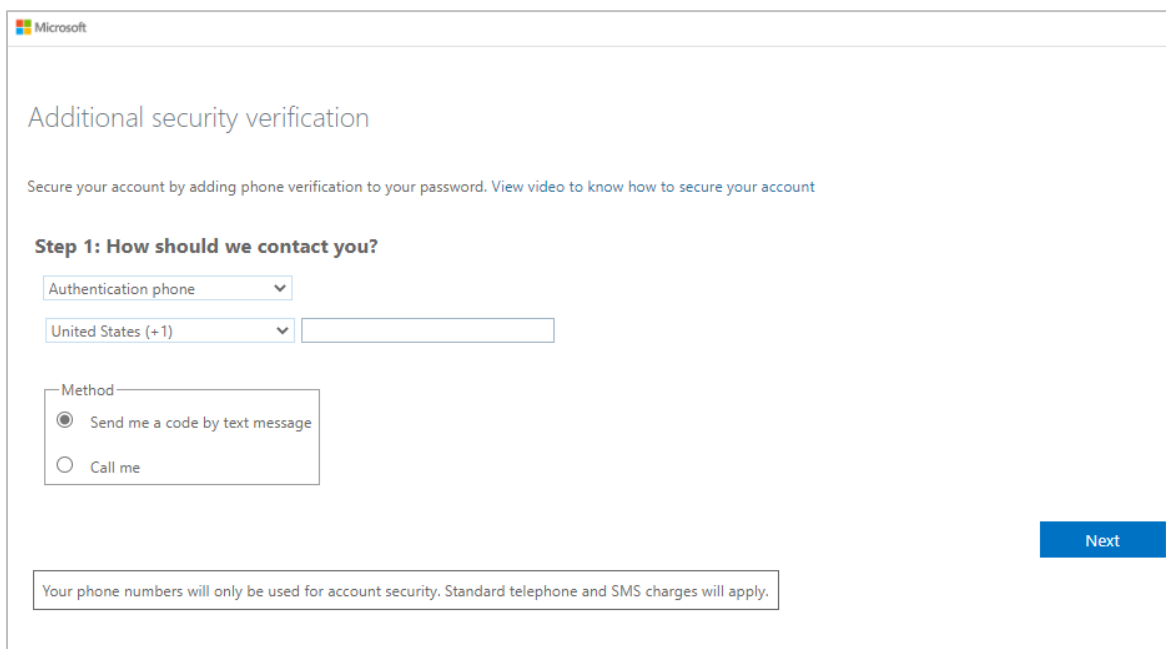 Microsoft
Additional security verification
Secure your account by adding phone verification to your password. View video to know how to secure your account
Step 1: How should we contact you?
Authentication phone
United States (+1)
Method
Send me a code by text message
Call me
Next
Your phone numbers will only be used for account security. Standard telephone and SMS charges will apply.